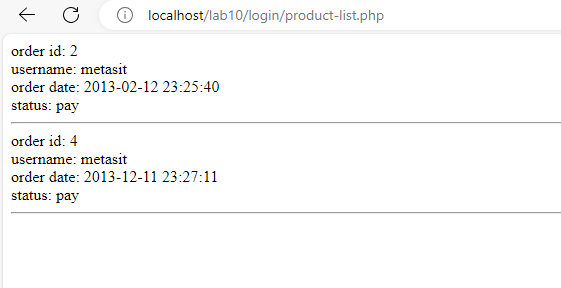 localhost/lab10/login/product-list.php
order id: 2
username: metasit
order date: 2013-02-12 23:25:40
status: pay
order id: 4
username: metasit
order date: 2013-12-11 23:27:11
status: pay